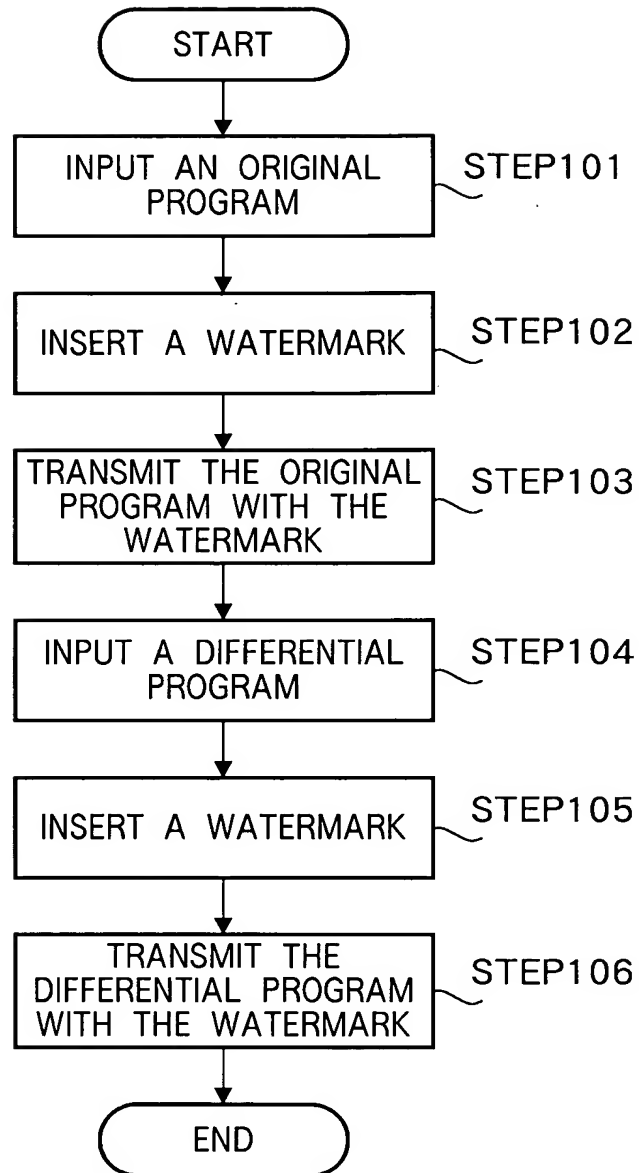 START
INPUT AN ORIGINAL
PROGRAM
STEP101
INSERT A WATERMARK
STEP102
TRANSMIT THE ORIGINAL
PROGRAM WITH THE
WATERMARK
STEP103
INPUT A DIFFERENTIAL
PROGRAM
STEP104
INSERT A WATERMARK
STEP105
TRANSMIT THE
DIFFERENTIAL PROGRAM
WITH THE WATERMARK
STEP106
END